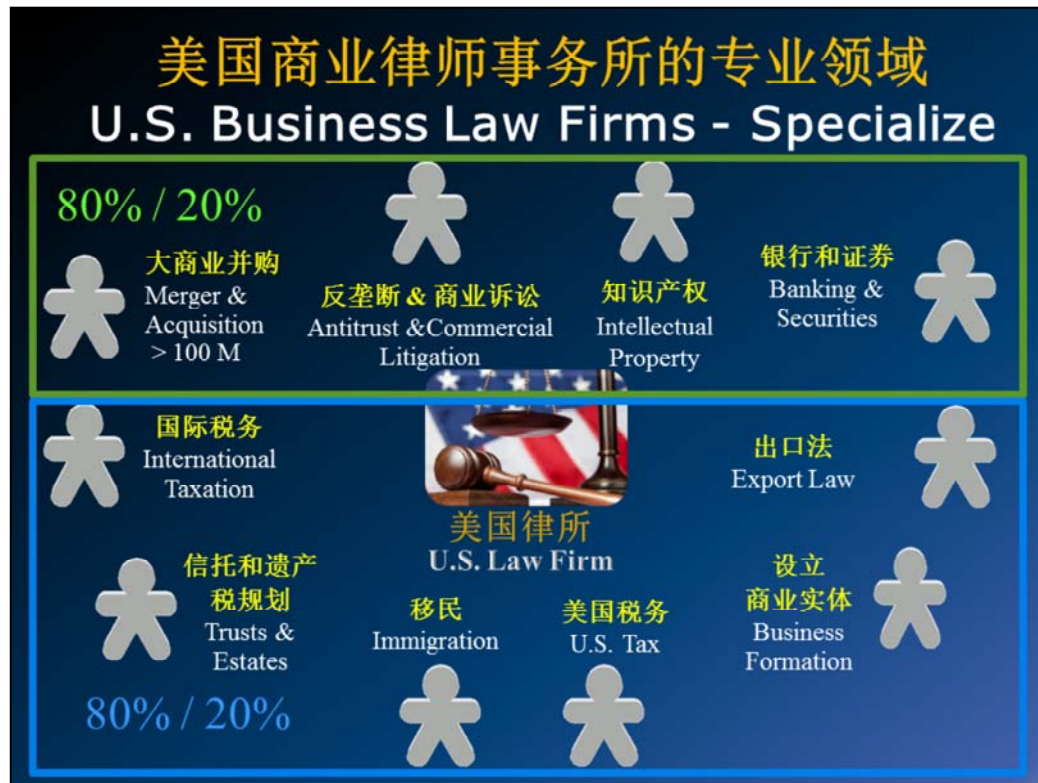 美国商业律师事务所的专业领域
U.S. Business Law Firms - Specialize
80% / 20%
大商业并购
Merger &
Acquisition
> 100 M
反垄断 & 商业诉讼
Antitrust &Commercial
Litigation
知识产权
Intellectual
Property
银行和证券
Banking &
Securities
国际税务
International
Taxation
出口法
Export Law
美国律所
U.S. Law Firm
信托和遗产
税规划
Trusts &
Estates
移民
Immigration
美国税务
U.S. Tax
设立
商业实体
Business
Formation
80% / 20%